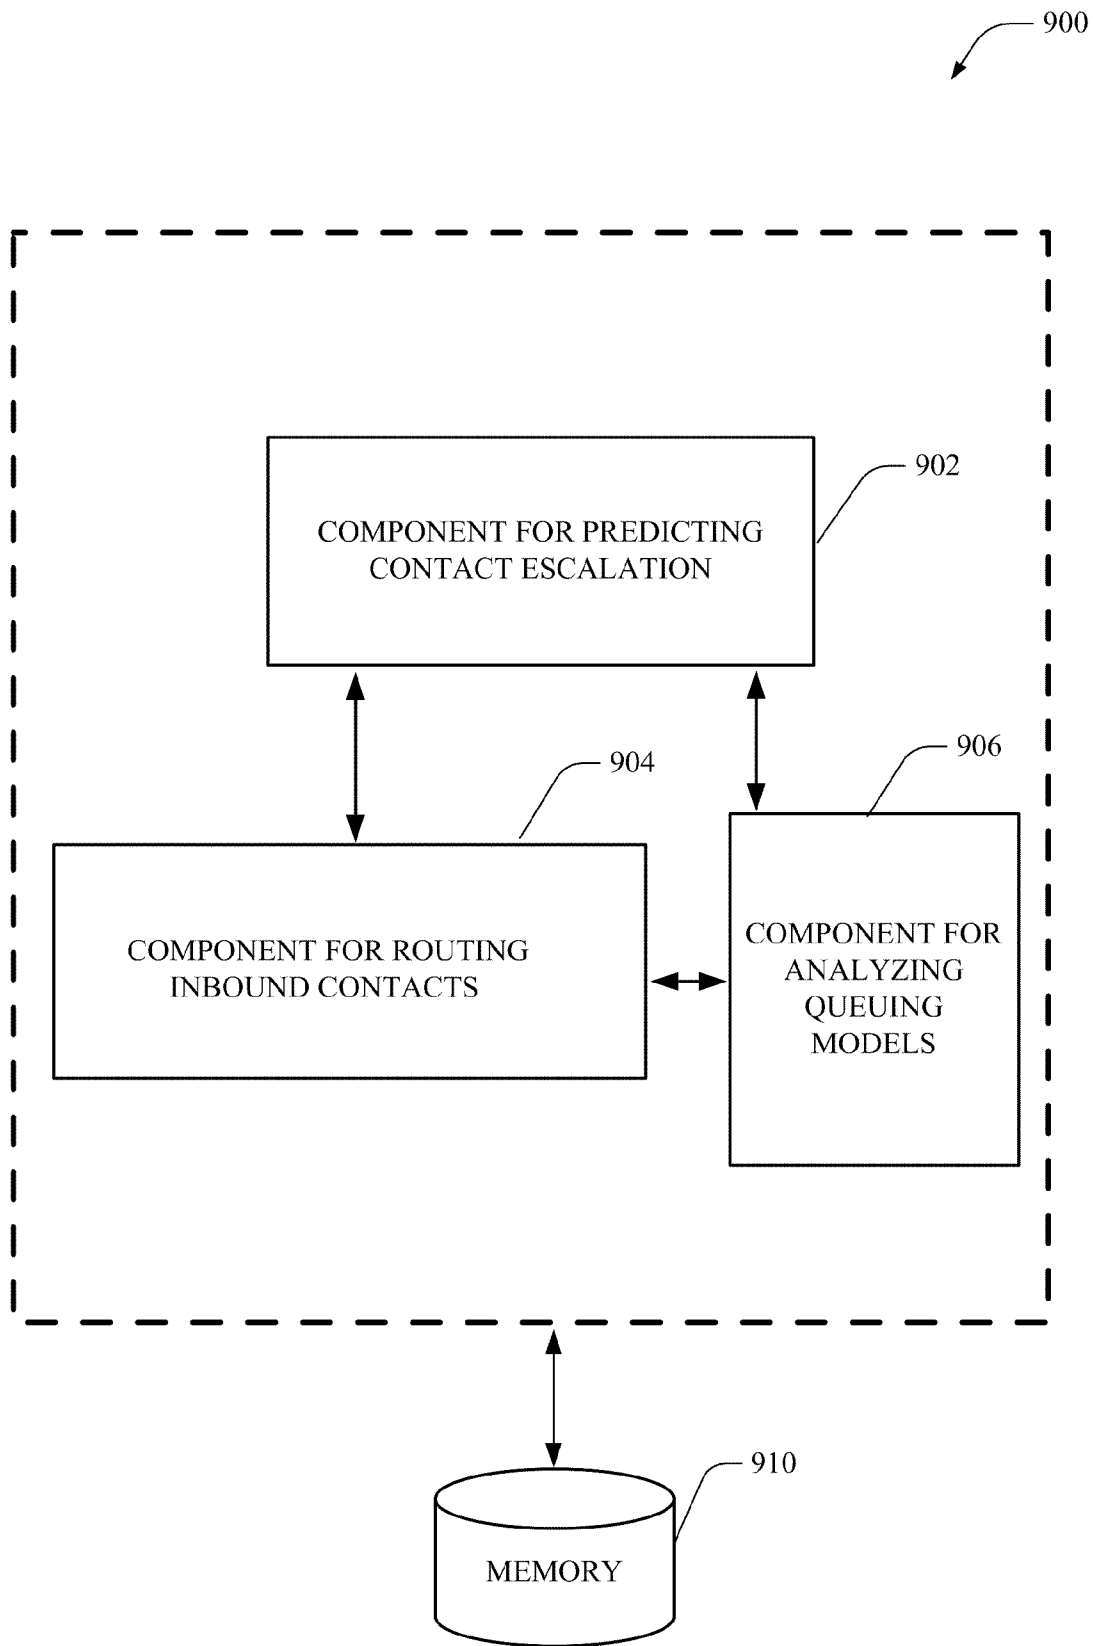 900
902
COMPONENT FOR PREDICTING
CONTACT ESCALATION
904
906
COMPONENT FOR ROUTING
INBOUND CONTACTS
COMPONENT FOR
ANALYZING
QUEUING
MODELS
910
MEMORY